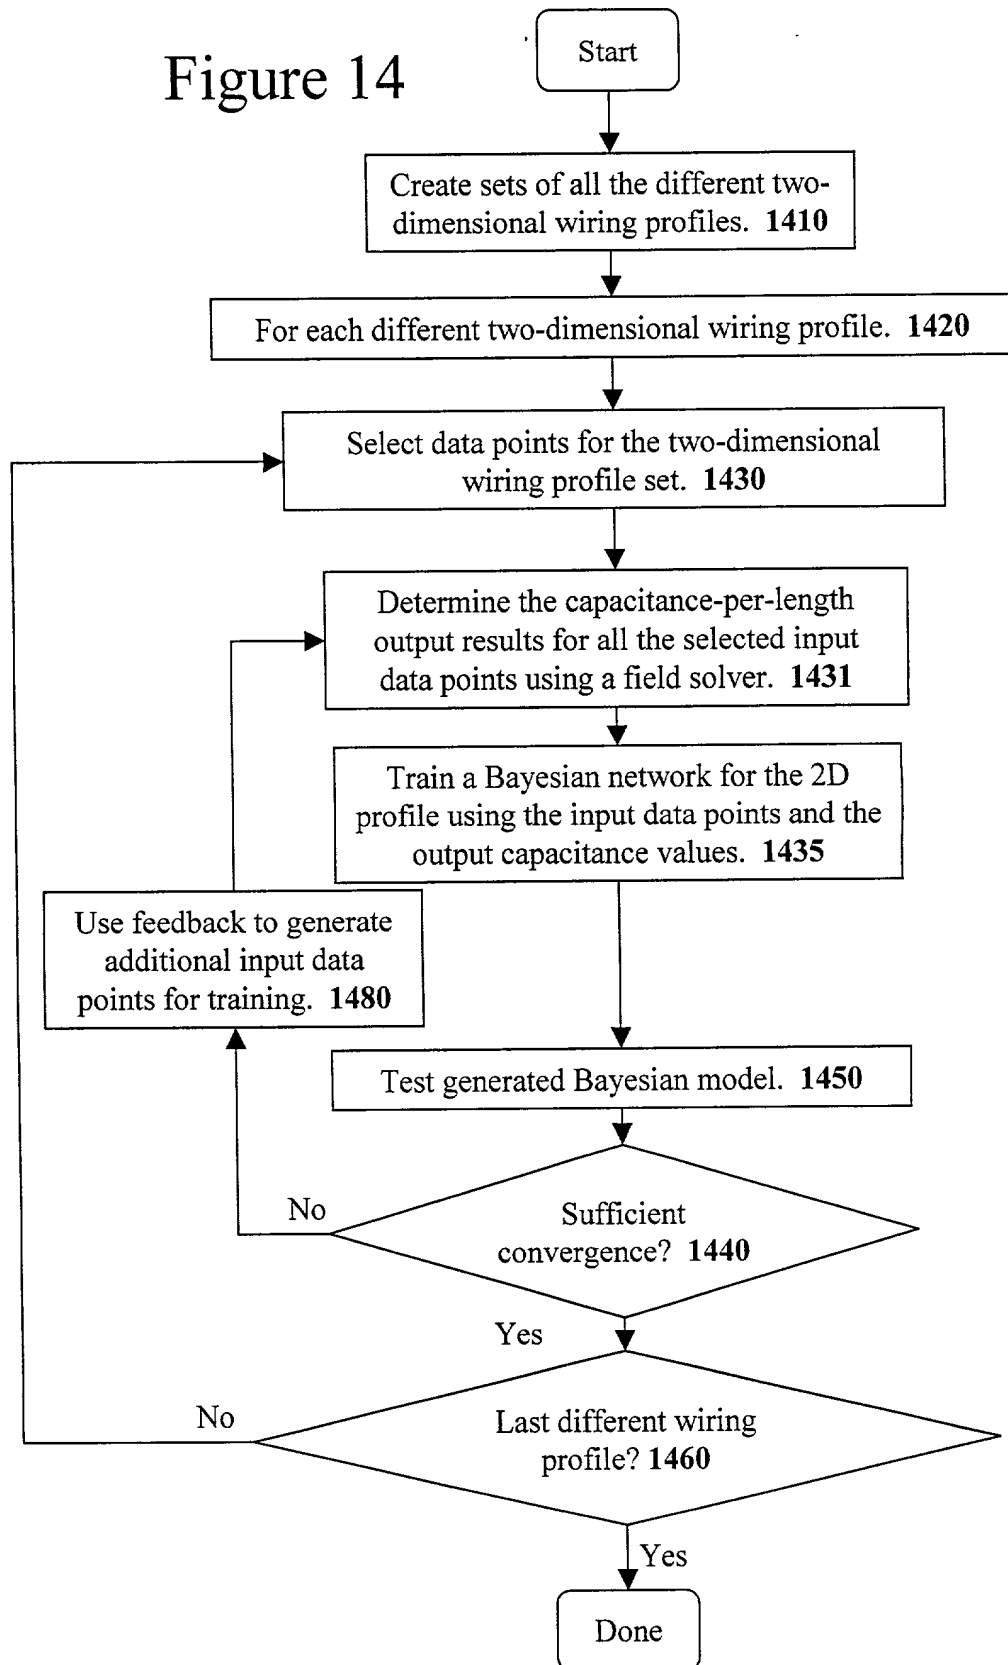 Figure 14
Start
Create sets of all the different two-
dimensional wiring profiles. 1410
For each different two-dimensional wiring profile. 1420
Select data points for the two-dimensional
wiring profile set. 1430
Determine the capacitance-per-length
output results for all the selected input
data points using a field solver. 1431
Train a Bayesian network for the 2D
profile using the input data points and the
output capacitance values. 1435
Use feedback to generate
additional input data
points for training. 1480
Test generated Bayesian model. 1450
No
Sufficient
convergence? 1440
Yes
No
Last different wiring
profile? 1460
Yes
Done